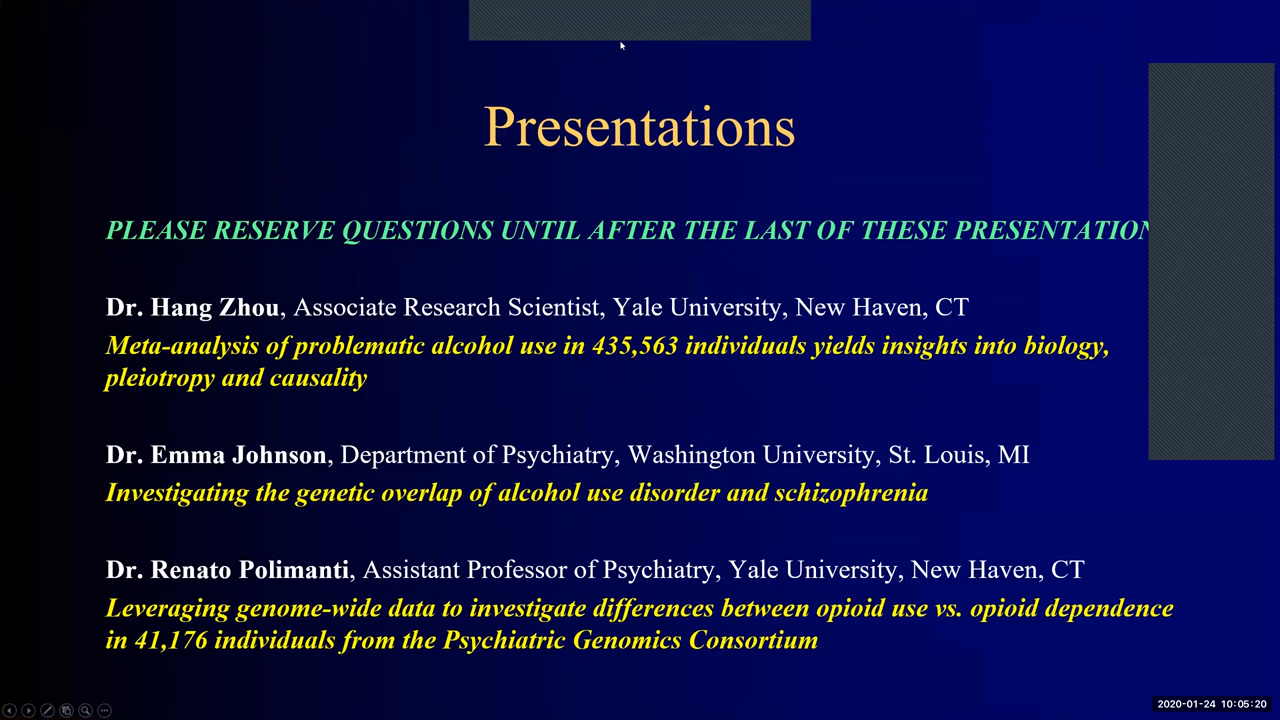 Presentations
PLEASE RESERVE QUESTIONS UNTIL AFTER THE LAST OF THESE
Dr. Hang Zhou, Associate Research Scientist, Yale University, New Haven, CT
Meta-analysis of problematic alcohol use in 435,563 individuals yields insights into biology,
pleiotropy and causality
Dr. Emma Johnson, Department of Psychiatry, Washington University, St. Louis, MI
Investigating the genetic overlap of alcohol use disorder and schizophrenia
Dr. Renato Polimanti, Assistant Professor of Psychiatry, Yale University, New Haven, CT
Leveraging genome-wide data to investigate differences between opioid use vs. opioid dependence
in 41,176 individuals from the Psychiatric Genomics Consortium
2020-01-24 10:05:20